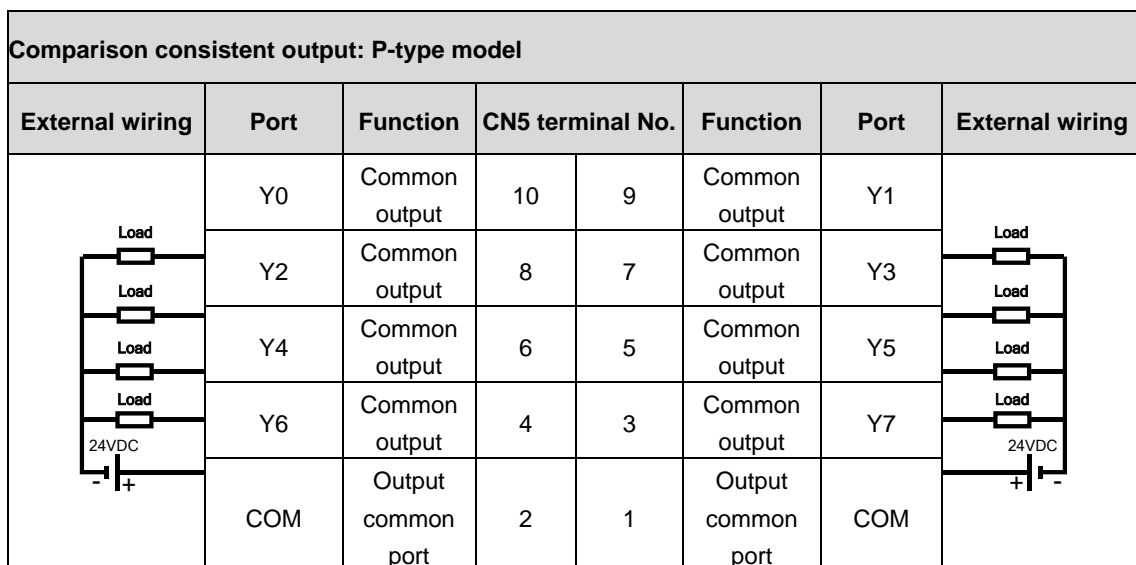 Comparison consistent output: P-type model
External wiring Port Function CN5 terminal No. Function Port External wiring
Y0 Common output 10 9 Common output Y1
Load Load
Y2 Common output 8 7 Common output Y3
Load Load
Y4 Common output 6 5 Common output Y5
Load Load
Load Load
Y6 Common output 4 3 Common output Y7
24VDC 24VDC
- + + -
COM Output common port 2 1 Output common port COM